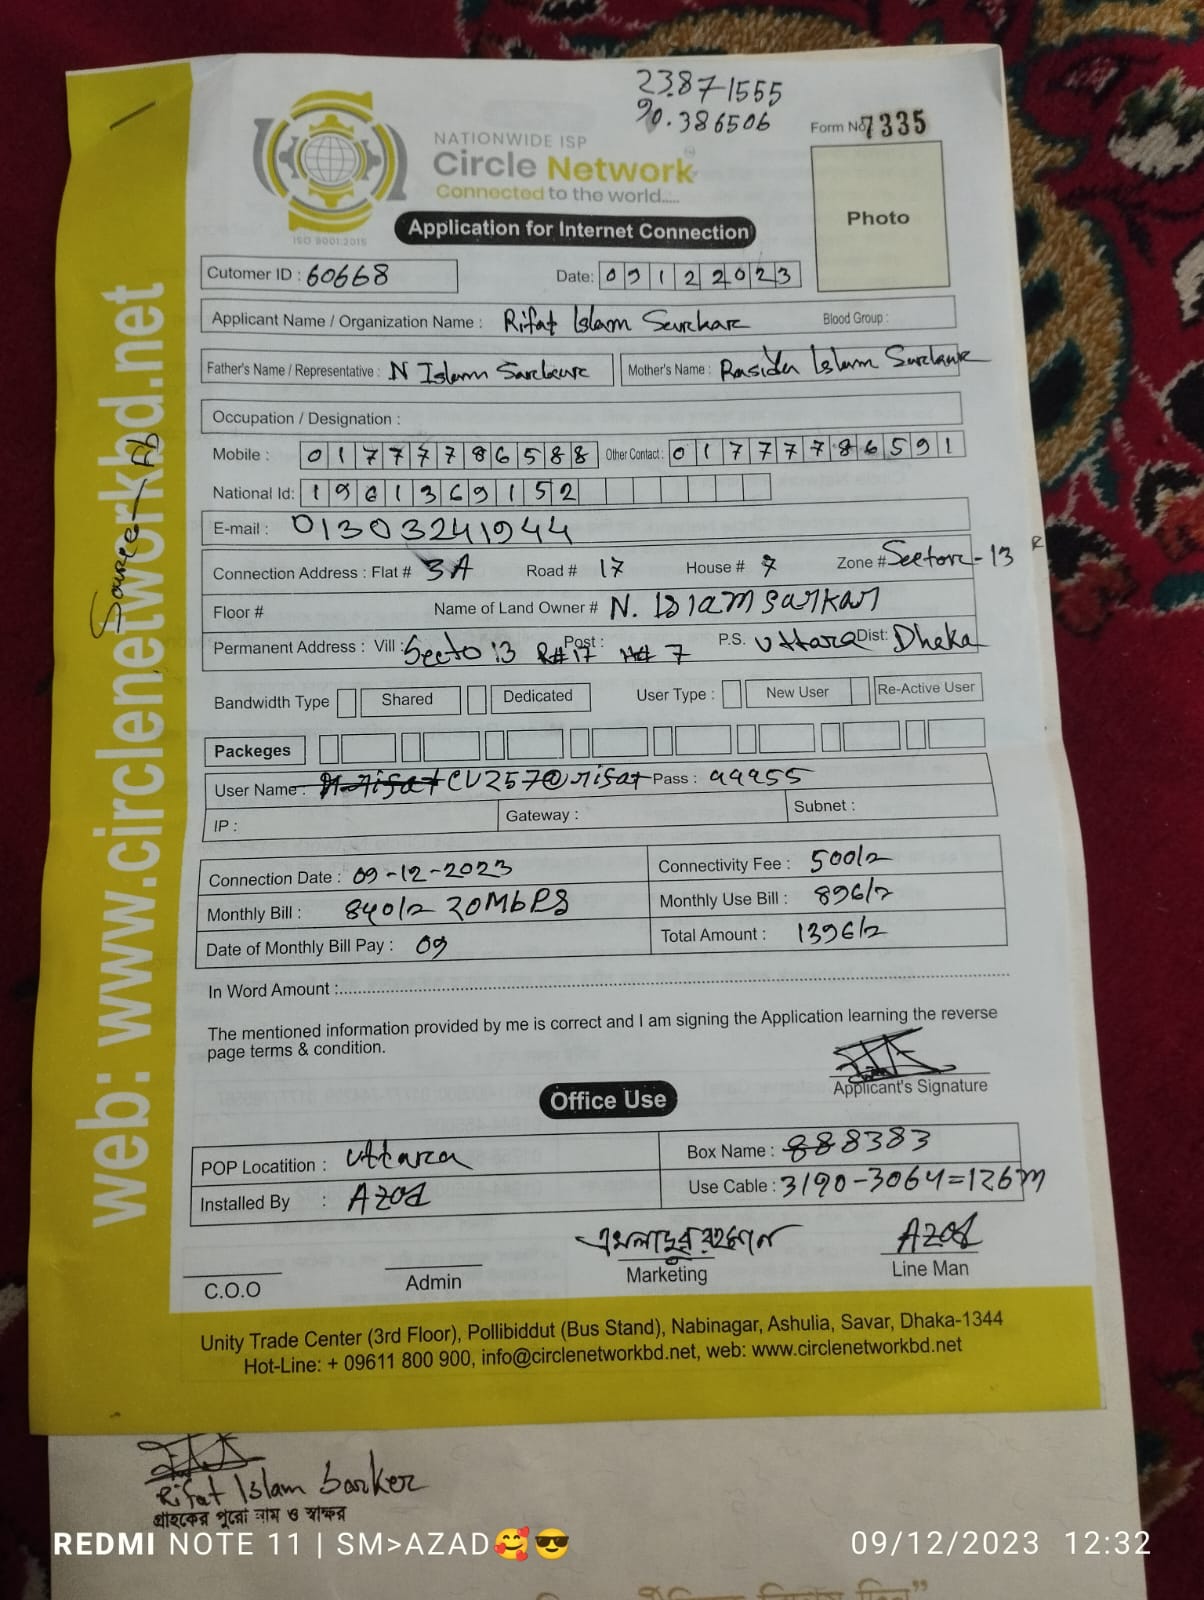 23.871555
90.386506
Form No 7335
NATIONWIDE ISP
Circle Network
Connected to the world.....
ISO 9001:2015
Photo
Application for Internet Connection
Cutomer ID : 60668 Date: 09122023
Applicant Name / Organization Name : Rifat Islam Sarkar Blood Group :
Father's Name / Representative : N Islam Sarkar Mother's Name : Rasida Islam Sarkar
Occupation / Designation :
Mobile : 01777786588 Other Contact : 01777786591
National Id: 1961369152
E-mail : 01303241944
Connection Address : Flat # 3A Road # 17 House # 7 Zone # Sector-13
Floor # Name of Land Owner # N. Islam Sarkar
Permanent Address : Vill : Secto 13 R#17 Post : H# 7 P.S. Uttara Dist: Dhaka
Bandwidth Type Shared Dedicated User Type : New User Re-Active User
Packeges
User Name : CU257@rifat Pass : 99955
IP : Gateway : Subnet :
Connection Date : 09-12-2023 Connectivity Fee : 500/=
Monthly Bill : 840/= 20Mbps Monthly Use Bill : 896/=
Date of Monthly Bill Pay : 09 Total Amount : 1396/=
In Word Amount :
The mentioned information provided by me is correct and I am signing the Application learning the reverse
page terms & condition.
Applicant's Signature
Office Use
POP Locatition : Uttara Box Name : 888383
Installed By : Azad Use Cable : 3190-3064=126m
Azad
C.O.O Admin Marketing Line Man
Unity Trade Center (3rd Floor), Pollibiddut (Bus Stand), Nabinagar, Ashulia, Savar, Dhaka-1344
Hot-Line: + 09611 800 900, info@circlenetworkbd.net, web: www.circlenetworkbd.net
web: www.circlenetworkbd.net
Source - Ab
Rifat Islam Sarker
গ্রাহকের পুরো নাম ও স্বাক্ষর
REDMI NOTE 11 | SM>AZAD🥰😎
09/12/2023 12:32